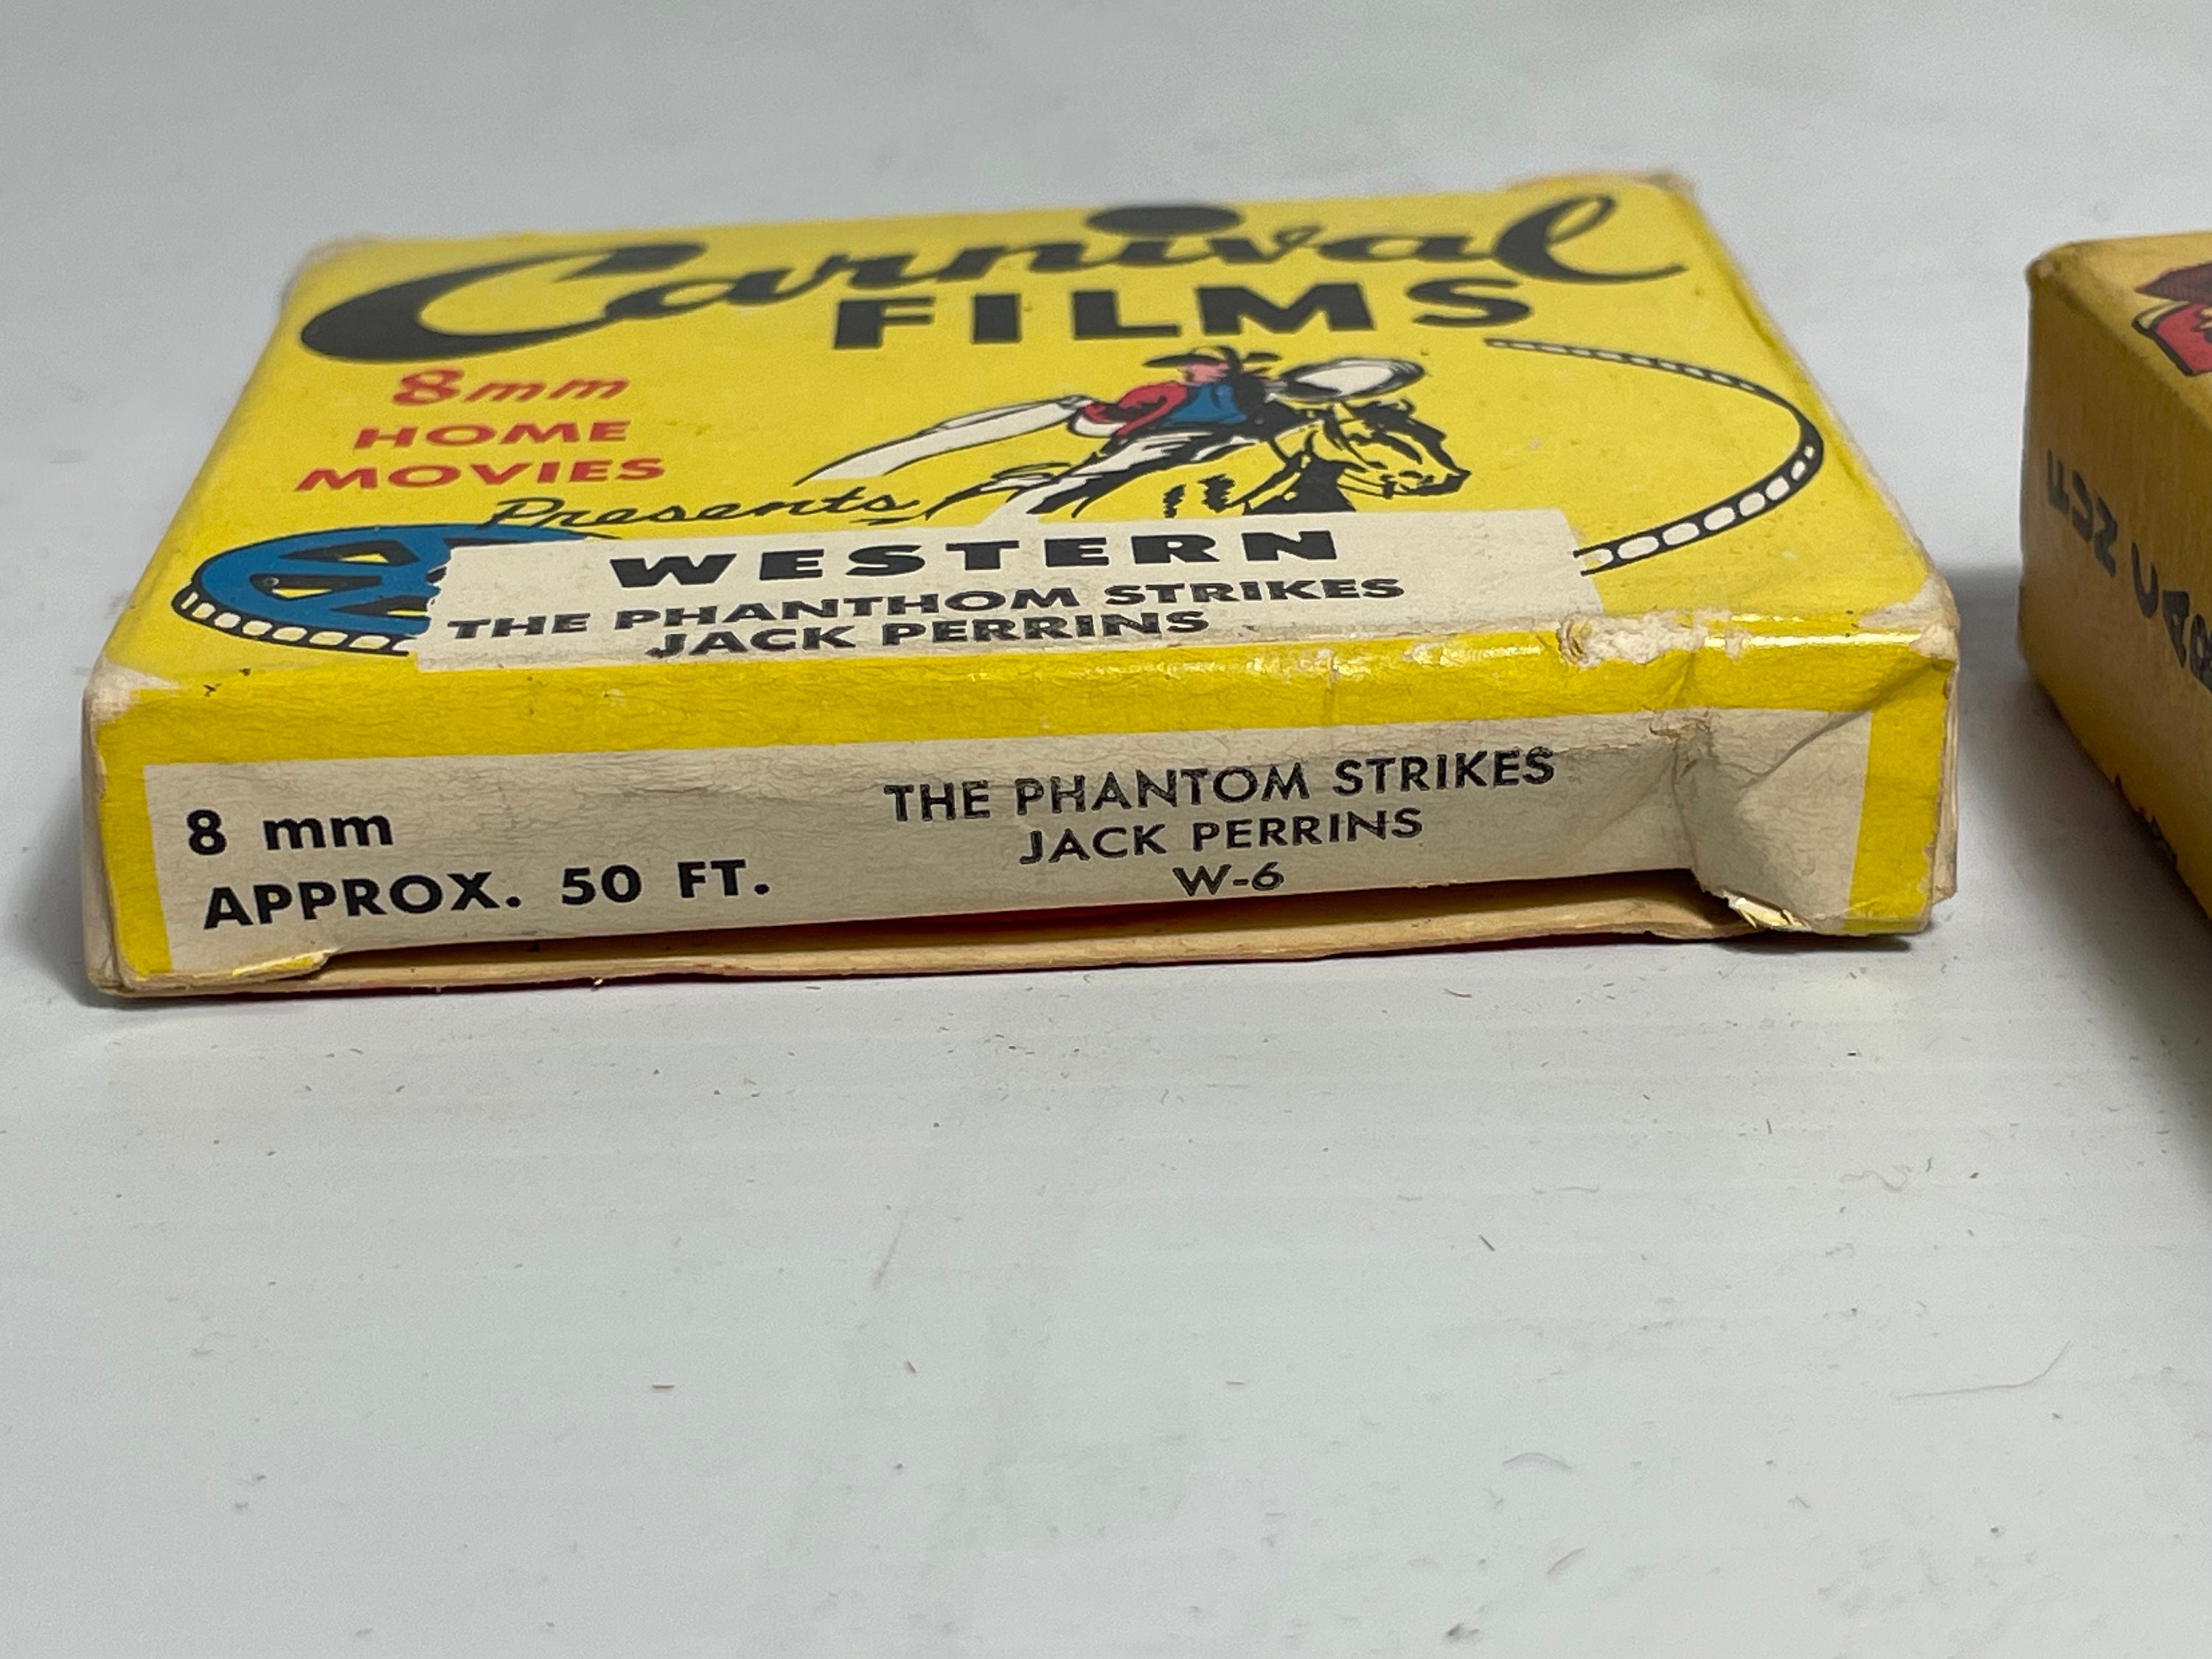 Carnival
FILMS
8mm
HOME
MOVIES
Presents
WESTERN
THE PHANTHOM STRIKES
JACK PERRINS
8 mm
APPROX. 50 FT.
THE PHANTOM STRIKES
JACK PERRINS
W-6